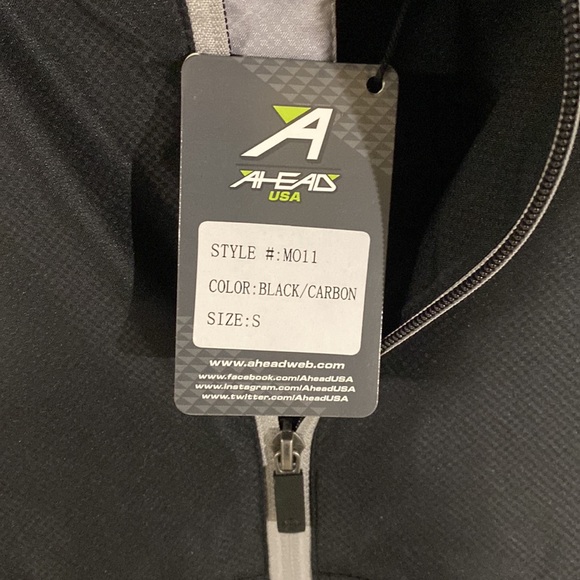 AHEAD
USA
STYLE #:MO11
COLOR:BLACK/CARBON
SIZE:S
www.aheadweb.com
www.facebook.com/AheadUSA
www.instagram.com/AheadUSA
www.twitter.com/AheadUSA